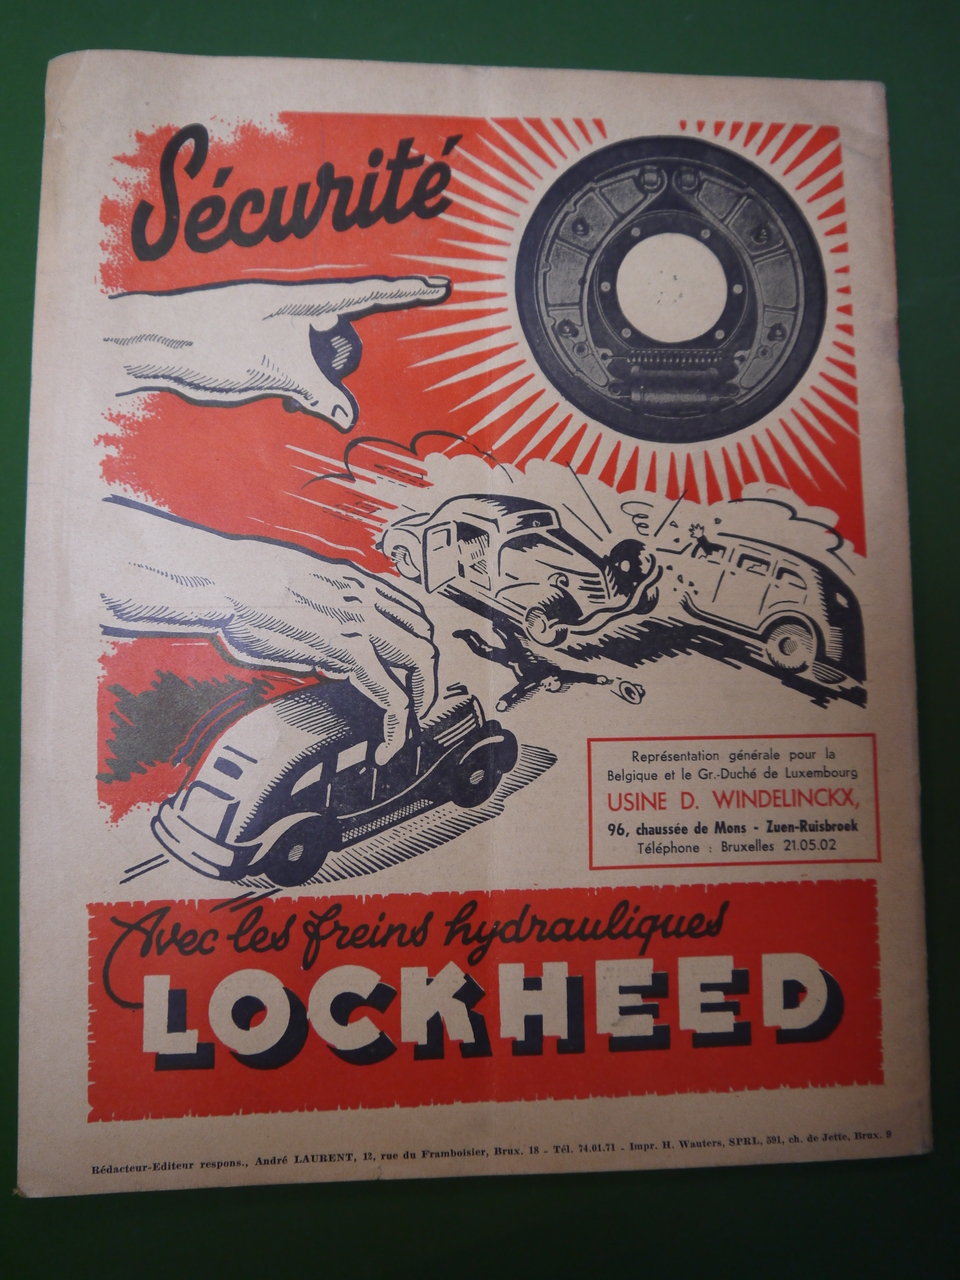 Sécurité
Représentation générale pour la
Belgique et le Gr.-Duché de Luxembourg
USINE D. WINDELINCKX,
96, chaussée de Mons - Zuen-Ruisbroek
Téléphone : Bruxelles 21.05.02
Avec les freins hydrauliques
LOCKHEED
Rédacteur-Editeur respons., André LAURENT, 12, rue du Framboisier, Brux. 18 - Tél. 74.01.71 - Impr. H. Wauters, SPRL, 591, ch. de Jette, Brux. 9